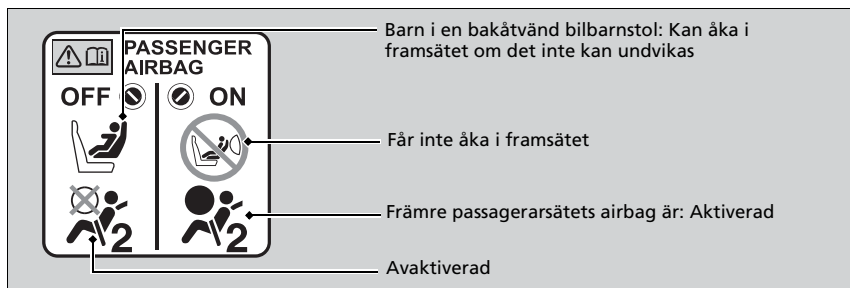 PASSENGER
AIRBAG
OFF ON
2 2
Barn i en bakåtvänd bilbarnstol: Kan åka i
framsätet om det inte kan undvikas
Får inte åka i framsätet
Främre passagerarsätets airbag är: Aktiverad
Avaktiverad